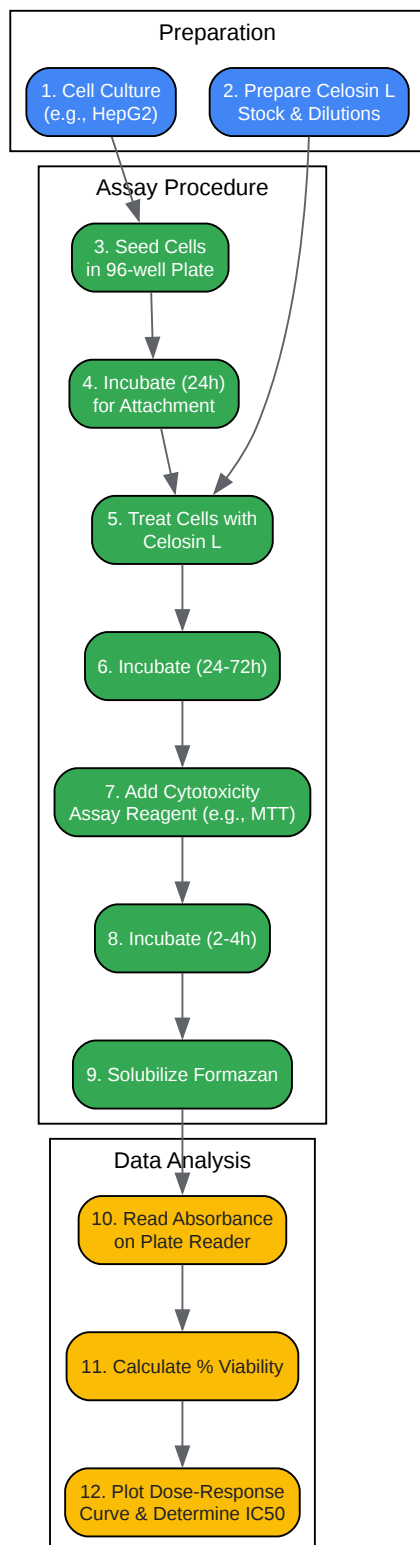 Preparation
1. Cell Culture
(e.g., HepG2)
2. Prepare Celosin L
Stock & Dilutions
Assay Procedure
3. Seed Cells
in 96-well Plate
4. Incubate (24h)
for Attachment
5. Treat Cells with
Celosin L
6. Incubate (24-72h)
7. Add Cytotoxicity
Assay Reagent (e.g., MTT)
8. Incubate (2-4h)
9. Solubilize Formazan
Data Analysis
10. Read Absorbance
on Plate Reader
11. Calculate % Viability
12. Plot Dose-Response
Curve & Determine IC50